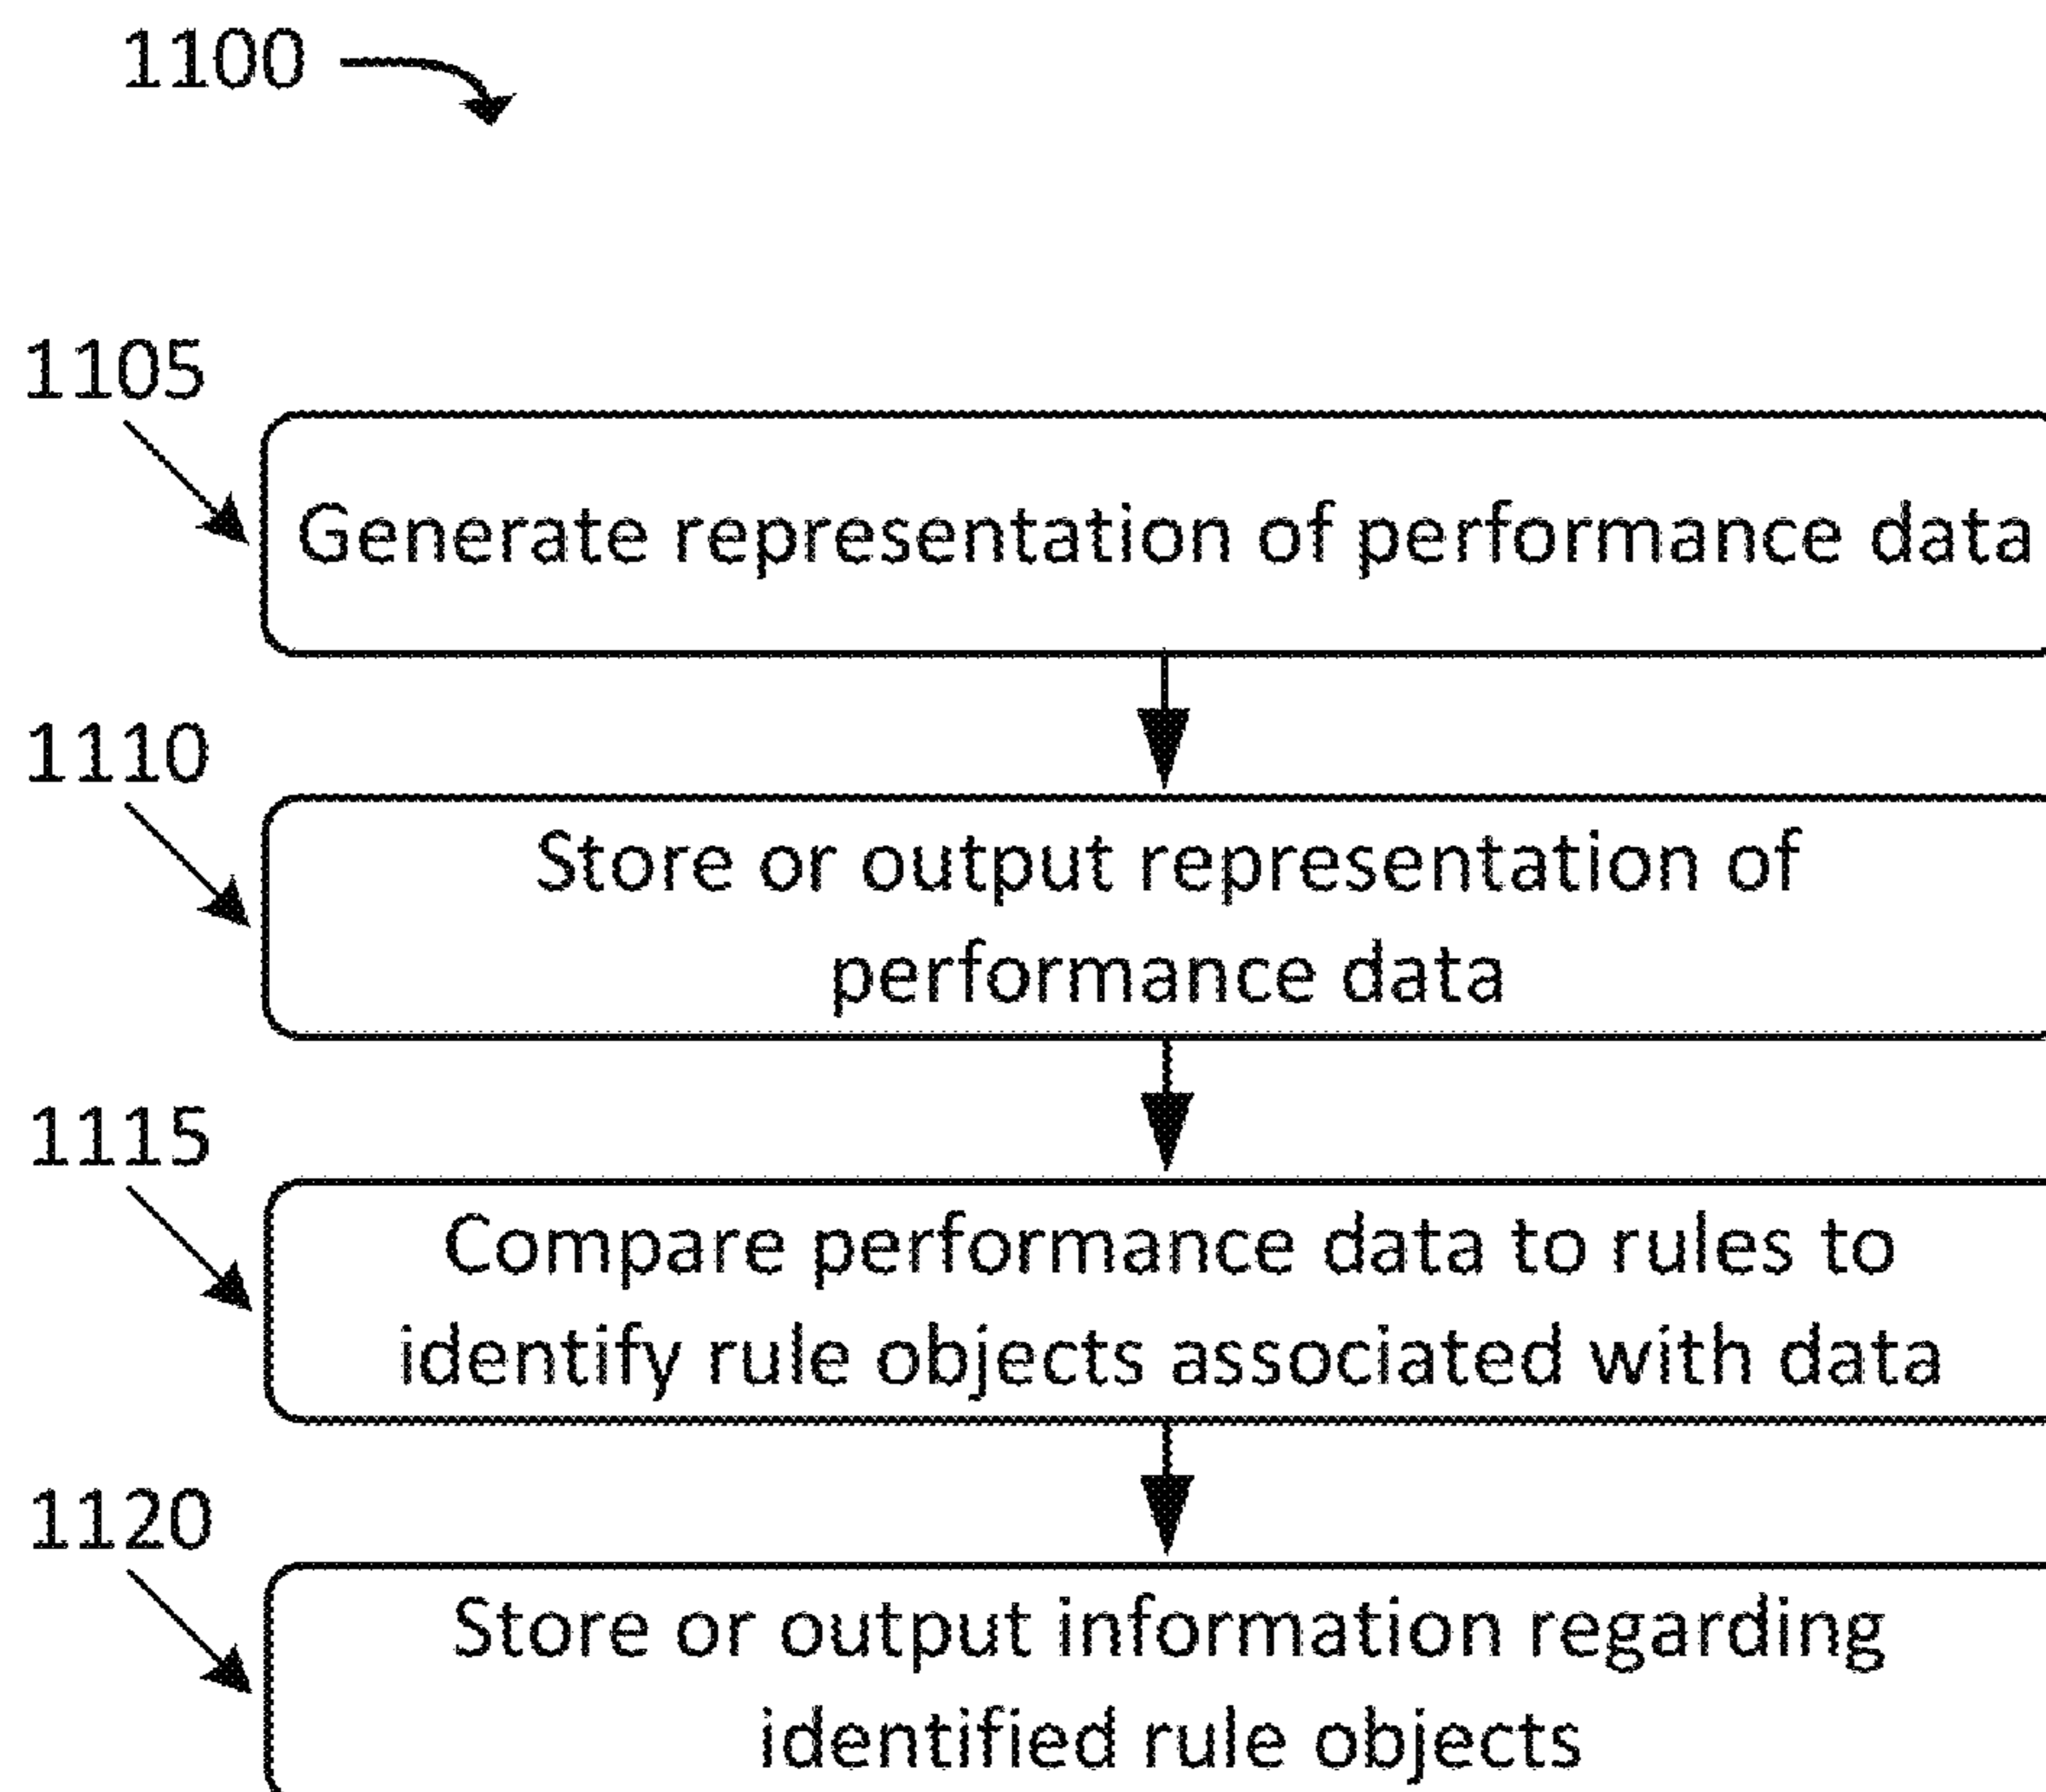 1100
1105
Generate representation of performance data
1110
Store or output representation of
performance data
1115
Compare performance data to rules to
identify rule objects associated with data
1120
Store or output information regarding
identified rule objects